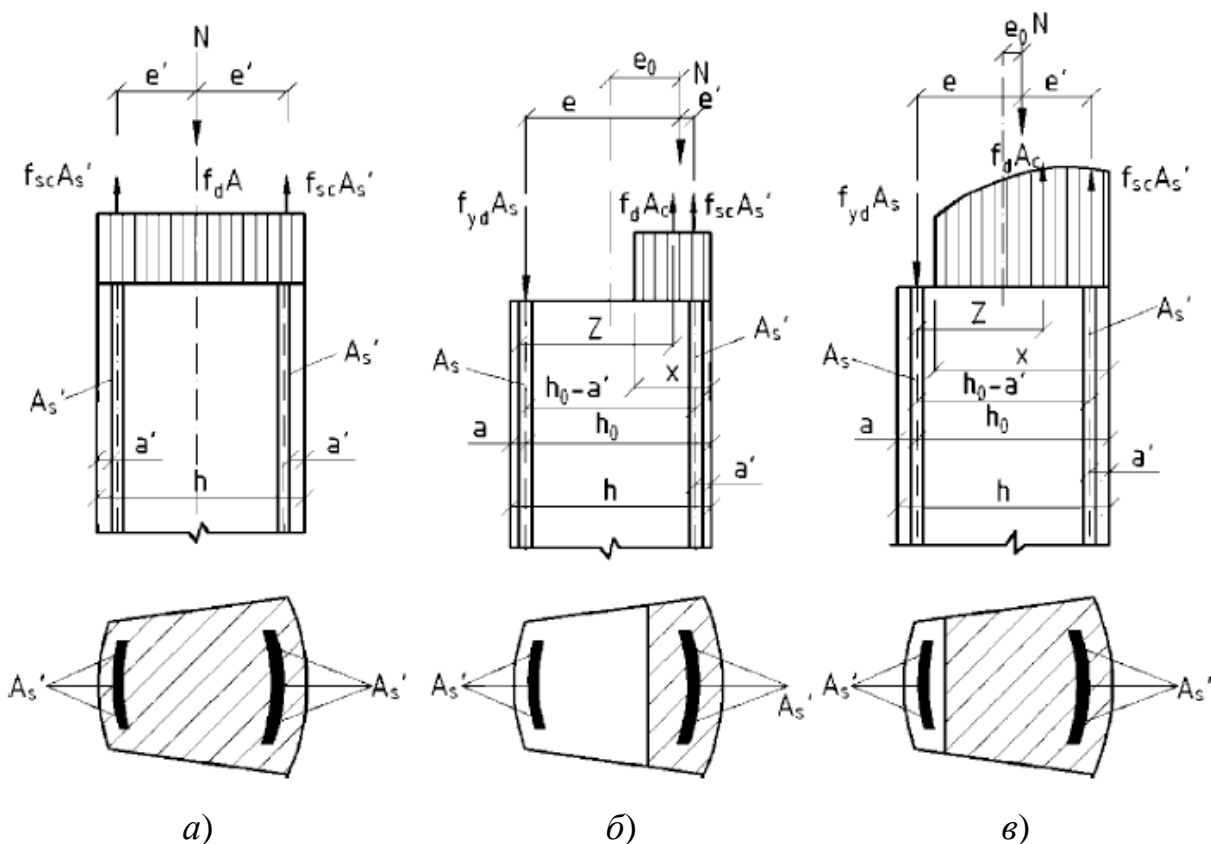 N
e' e'
f_sc A_s' f_d A f_sc A_s'
A_s' A_s'
a' a'
h
A_s' A_s'
а)
e_0 N
e e'
f_yd A_s f_d A_c f_sc A_s'
Z
A_s A_s'
x
h_0-a'
a h_0
a'
h
A_s' A_s'
б)
e_0 N
e e'
f_d A_c
f_yd A_s f_sc A_s'
Z A_s'
A_s x
h_0-a'
a h_0
a'
h
A_s' A_s'
в)